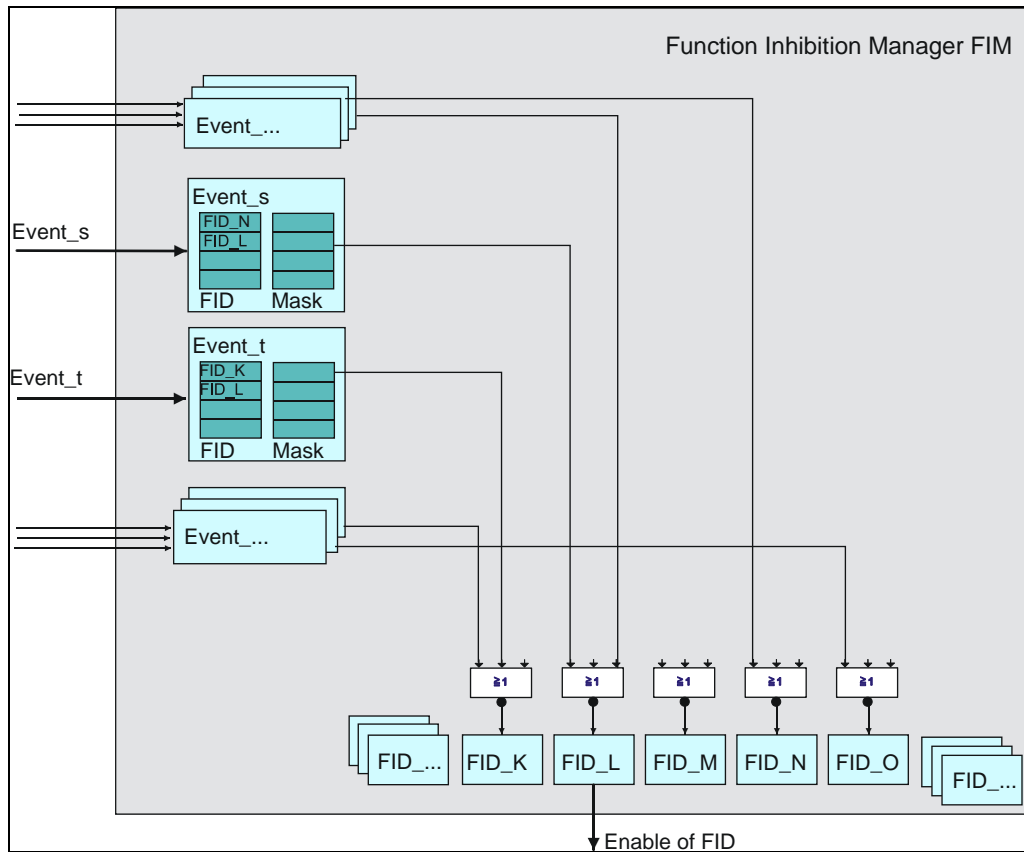 Function Inhibition Manager FIM
Event_...
Event_s
Event_s
FID_N
FID_L
FID Mask
Event_t
Event_t
FID_K
FID_L
FID Mask
Event_...
≧1 ≧1 ≧1 ≧1 ≧1
FID_... FID_K FID_L FID_M FID_N FID_O FID_...
Enable of FID